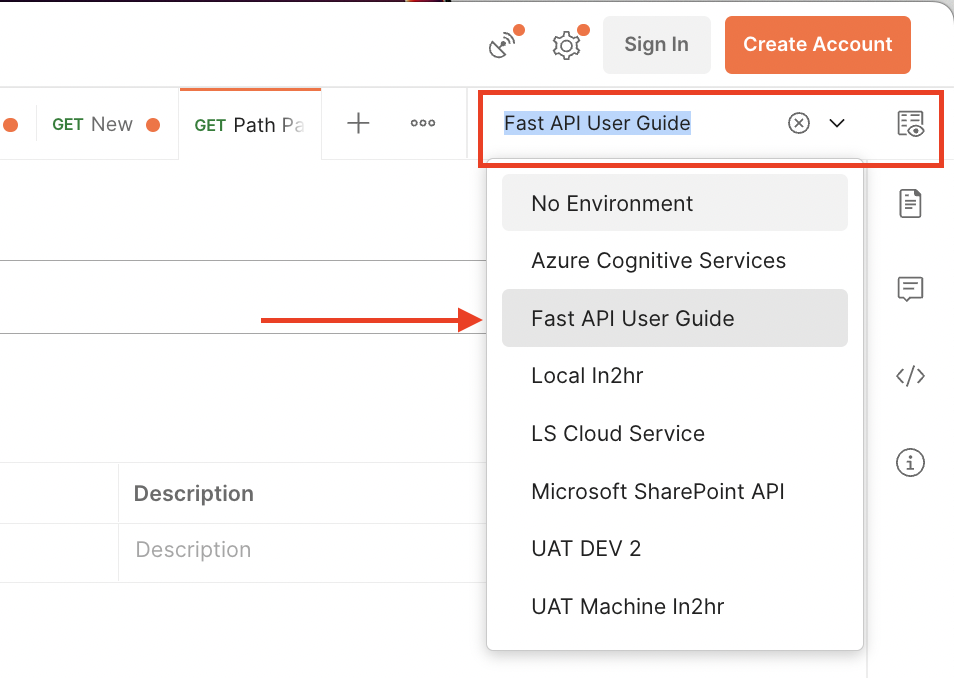 Sign In
Create Account
GET New
GET Path Pa
Fast API User Guide
No Environment
Azure Cognitive Services
Fast API User Guide
Local In2hr
LS Cloud Service
Microsoft SharePoint API
UAT DEV 2
UAT Machine In2hr
Description
Description